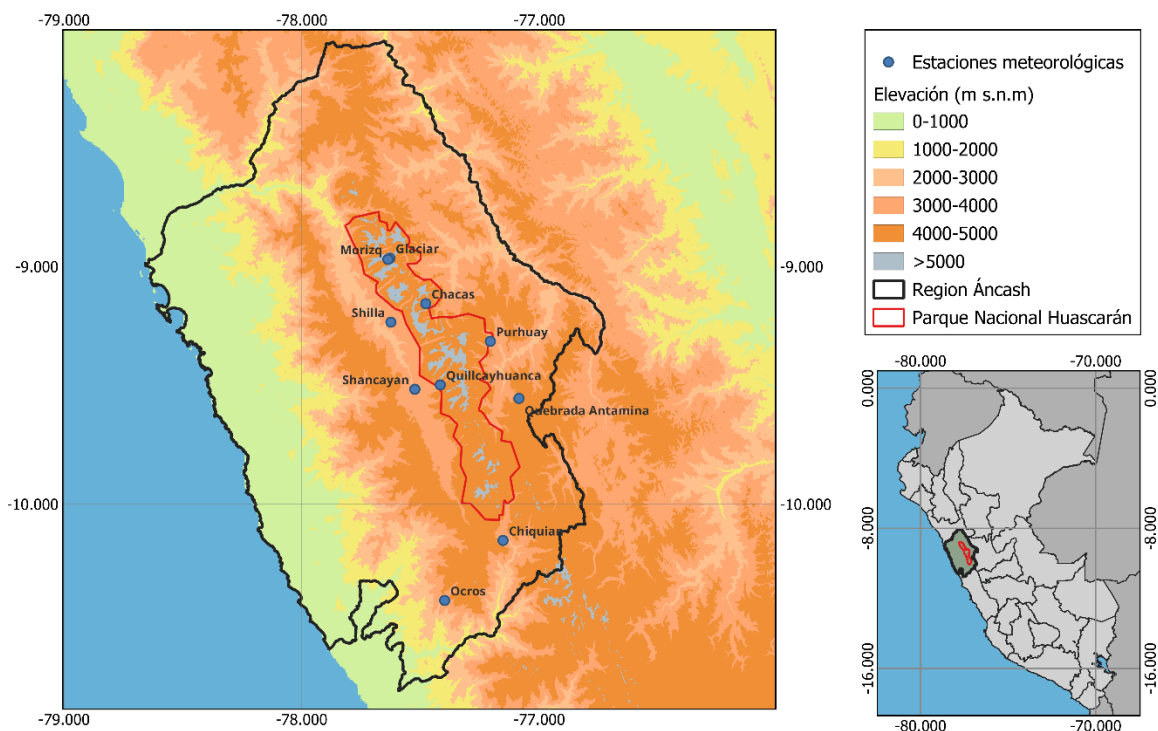 -79.000
-78.000
-77.000
-9.000
-9.000
-10.000
-10.000
-79.000
-78.000
-77.000
Morizq
Glaciar
Chacas
Shilla
Purhuay
Shancayan
Quillcayhuanca
Quebrada Antamina
Chiquian
Ocros
Estaciones meteorológicas
Elevación (m s.n.m)
0-1000
1000-2000
2000-3000
3000-4000
4000-5000
>5000
Region Áncash
Parque Nacional Huascarán
-80.000
-70.000
0.000
0.000
-8.000
-8.000
-16.000
-16.000
-80.000
-70.000